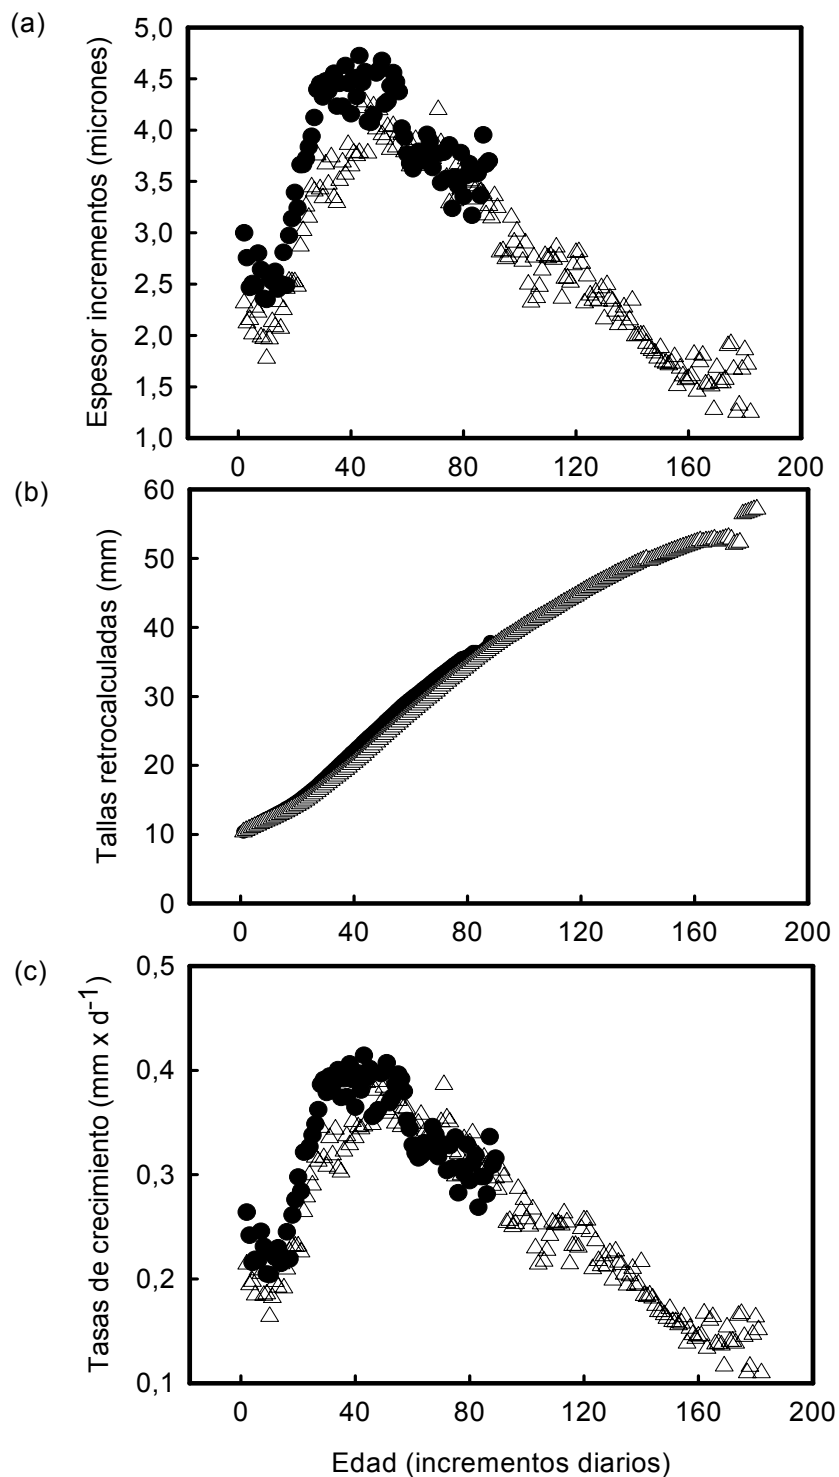 (a)
Espesor incrementos (micrones)
5,0
4,5
4,0
3,5
3,0
2,5
2,0
1,5
1,0
0 40 80 120 160 200
(b)
Tallas retrocalculadas (mm)
60
50
40
30
20
10
0
0 40 80 120 160 200
(c)
Tasas de crecimiento (mm x d-1)
0,5
0,4
0,3
0,2
0,1
0 40 80 120 160 200
Edad (incrementos diarios)